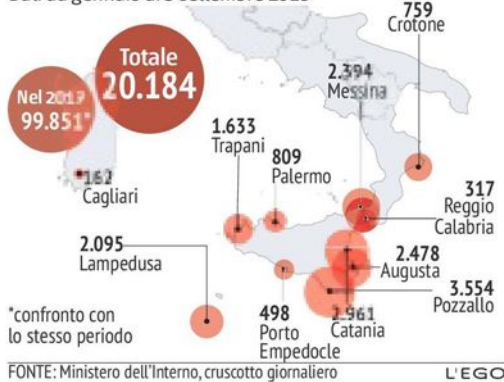 759
Crotone
Totale
20.184
Nel 2017
99.851*
2.394
Messina
1.633
Trapani
809
Palermo
162
Cagliari
317
Reggio
Calabria
2.095
Lampedusa
2.478
Augusta
3.554
Pozzallo
*confronto con
lo stesso periodo
498
Porto
Empedocle
2.961
Catania
FONTE: Ministero dell'Interno, cruscotto giornaliero
L'EGO